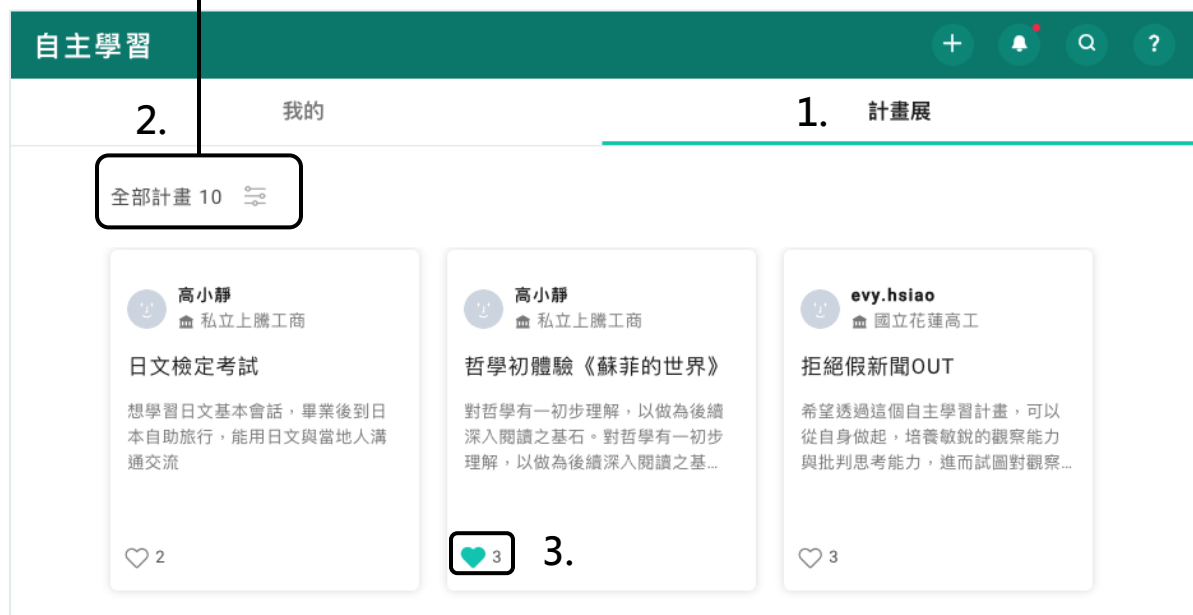 自主學習
?
2.
我的
1.
計畫展
全部計畫 10
高小靜
私立上騰工商
日文檢定考試
想學習日文基本會話，畢業後到日
本自助旅行，能用日文與當地人溝
通交流
2
高小靜
私立上騰工商
哲學初體驗《蘇菲的世界》
對哲學有一初步理解，以做為後續
深入閱讀之基石。對哲學有一初步
理解，以做為後續深入閱讀之基…
3
3.
evy.hsiao
國立花蓮高工
拒絕假新聞OUT
希望透過這個自主學習計畫，可以
從自身做起，培養敏銳的觀察能力
與批判思考能力，進而試圖對觀察…
3